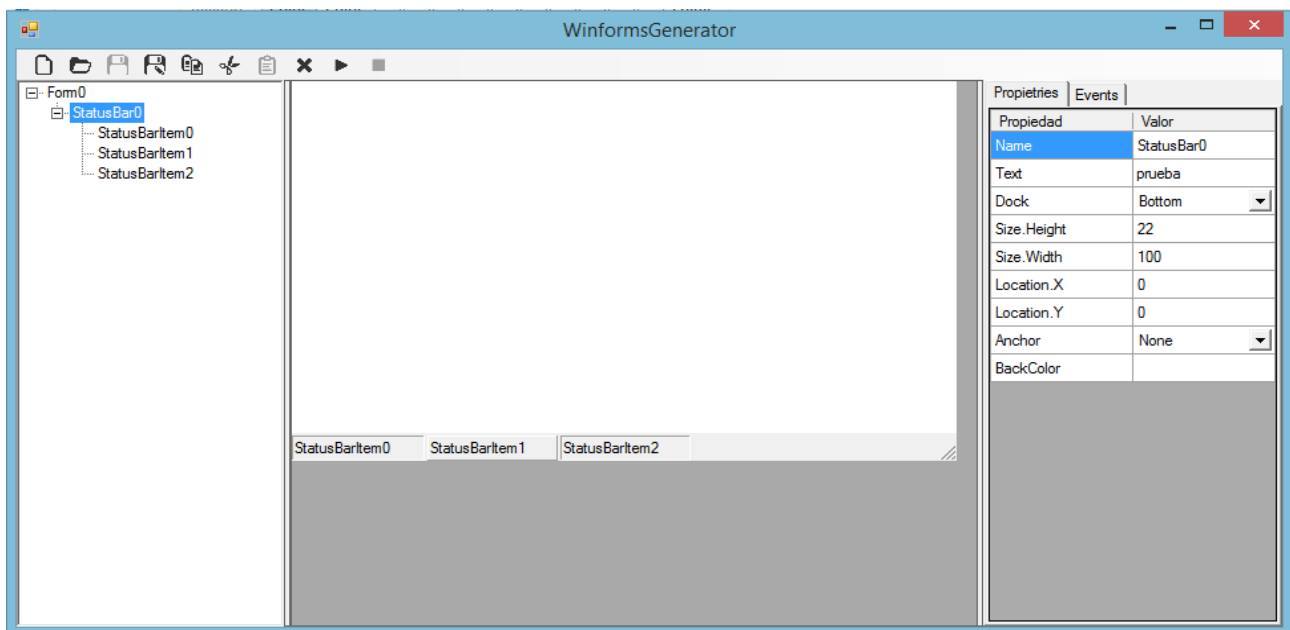 WinformsGenerator
Form0
StatusBar0
StatusBarItem0
StatusBarItem1
StatusBarItem2
StatusBarItem0 StatusBarItem1 StatusBarItem2
Propietries Events
Propiedad Valor
Name StatusBar0
Text prueba
Dock Bottom
Size.Height 22
Size.Width 100
Location.X 0
Location.Y 0
Anchor None
BackColor